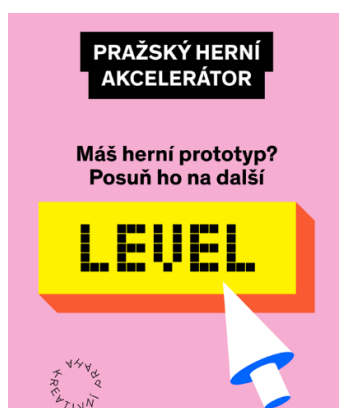 PRAŽSKÝ HERNÍ
AKCELERÁTOR
Máš herní prototyp?
Posuň ho na další
LEVEL
KREATIVNÍ PRAHA